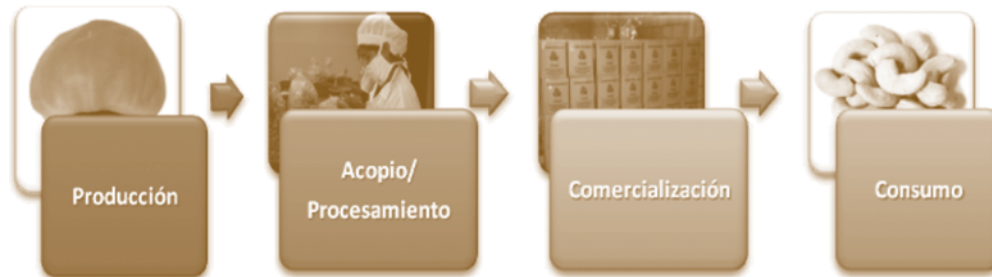 Producción
Acopio/
Procesamiento
Comercialización
Consumo